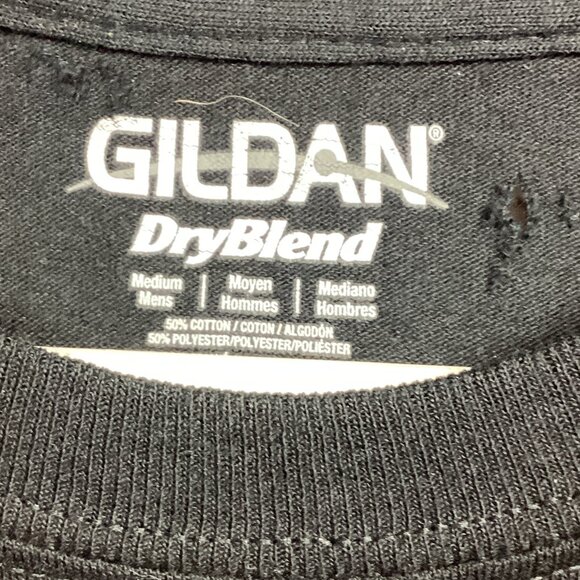 GILDAN®
DryBlend
Medium | Moyen | Mediano
Mens | Hommes | Hombres
50% COTTON / COTON / ALGODÓN
50% POLYESTER/POLYESTER/POLIÉSTER